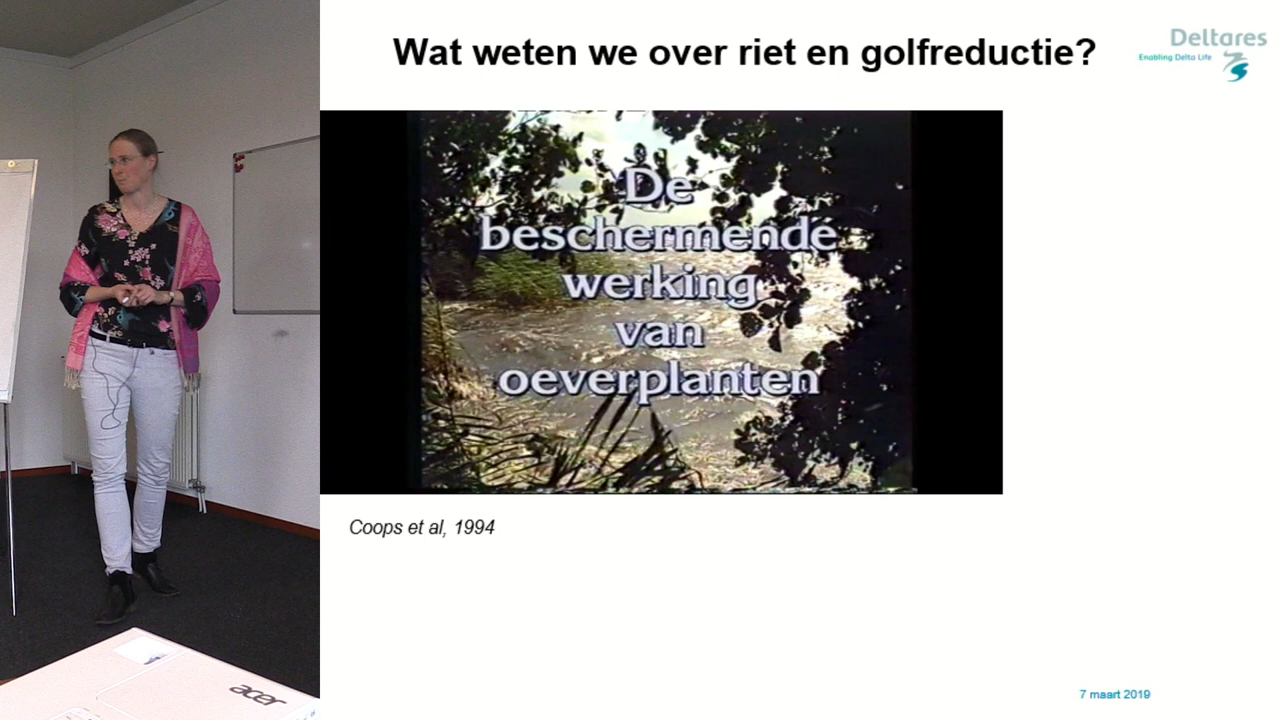 Wat weten we over riet en golfreductie?
Deltares
Enabling Delta Life
De
beschermende
werking
van
oeverplanten
Coops et al, 1994
7 maart 2019
acer